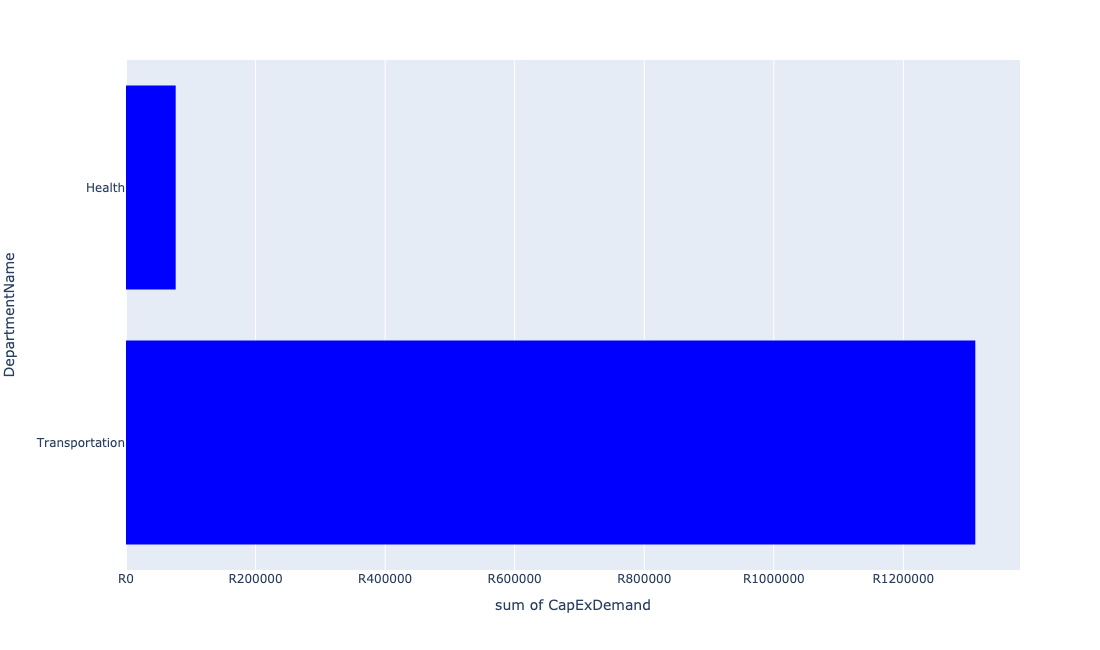 Health
Transportation
DepartmentName
R0
R200000
R400000
R600000
R800000
R1000000
R1200000
sum of CapExDemand